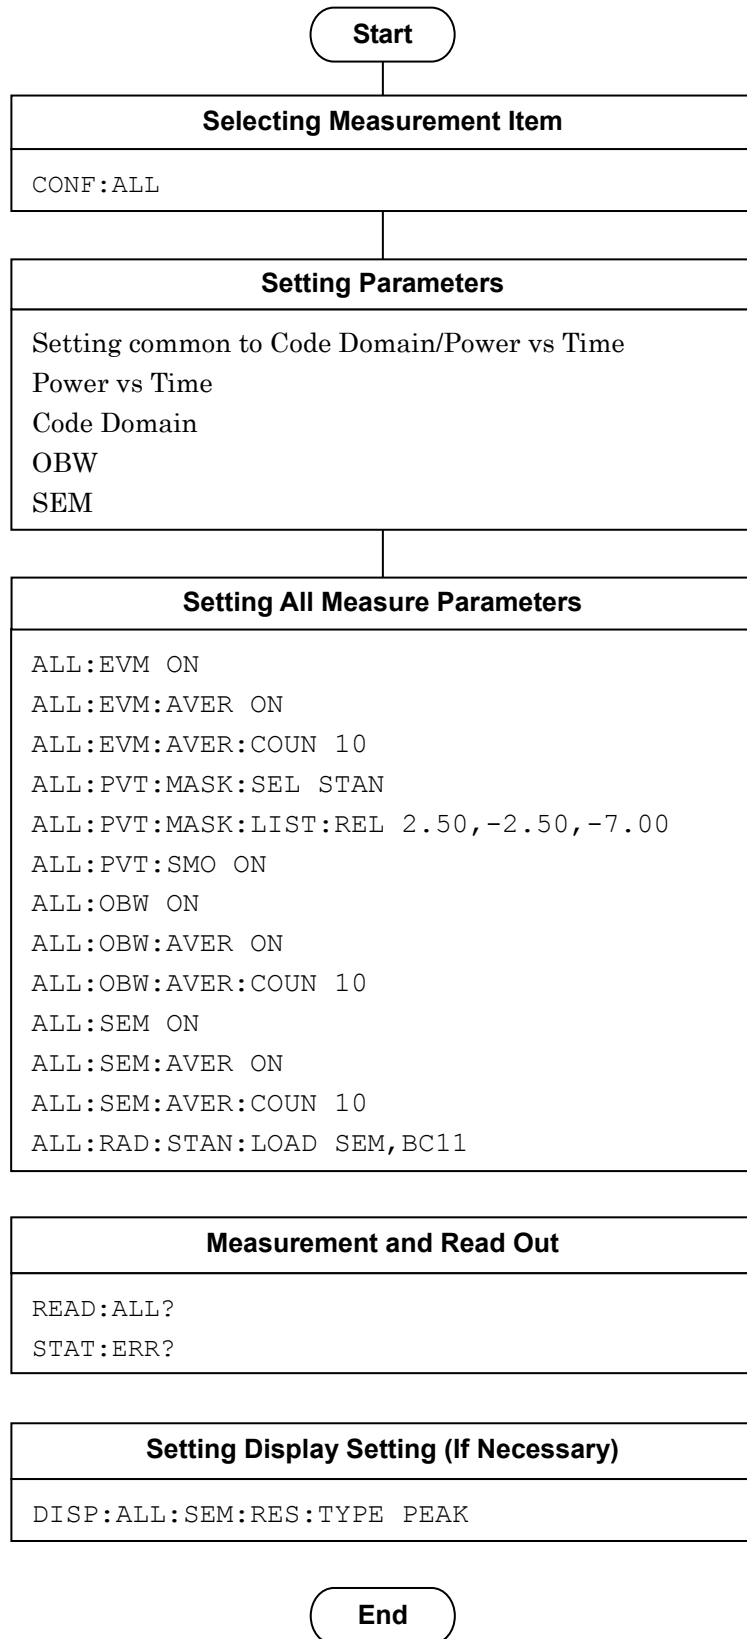 Start
Selecting Measurement Item
CONF:ALL
Setting Parameters
Setting common to Code Domain/Power vs Time
Power vs Time
Code Domain
OBW
SEM
Setting All Measure Parameters
ALL:EVM ON
ALL:EVM:AVER ON
ALL:EVM:AVER:COUN 10
ALL:PVT:MASK:SEL STAN
ALL:PVT:MASK:LIST:REL 2.50,-2.50,-7.00
ALL:PVT:SMO ON
ALL:OBW ON
ALL:OBW:AVER ON
ALL:OBW:AVER:COUN 10
ALL:SEM ON
ALL:SEM:AVER ON
ALL:SEM:AVER:COUN 10
ALL:RAD:STAN:LOAD SEM,BC11
Measurement and Read Out
READ:ALL?
STAT:ERR?
Setting Display Setting (If Necessary)
DISP:ALL:SEM:RES:TYPE PEAK
End